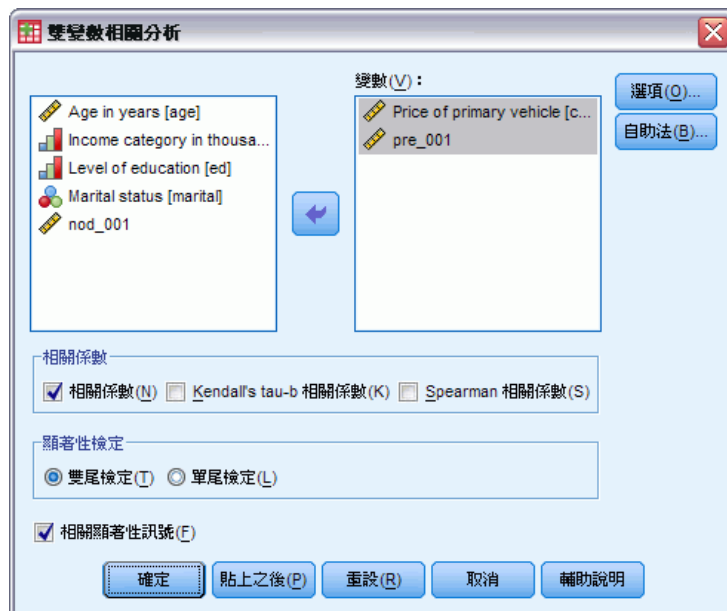 雙變數相關分析
變數(V)：
Age in years [age]
Income category in thousa...
Level of education [ed]
Marital status [marital]
nod_001
Price of primary vehicle [c...
pre_001
選項(O)...
自助法(B)...
相關係數
相關係數(N) Kendall's tau-b 相關係數(K) Spearman 相關係數(S)
顯著性檢定
雙尾檢定(T) 單尾檢定(L)
相關顯著性訊號(F)
確定 貼上之後(P) 重設(R) 取消 輔助說明